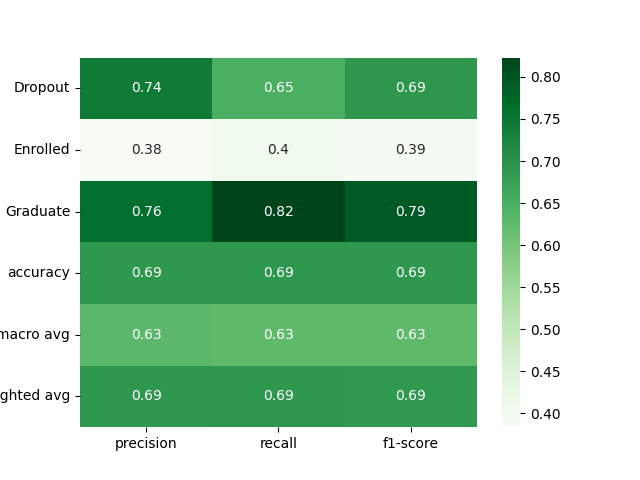 Dropout 0.74 0.65 0.69
Enrolled 0.38 0.4 0.39
Graduate 0.76 0.82 0.79
accuracy 0.69 0.69 0.69
macro avg 0.63 0.63 0.63
ghted avg 0.69 0.69 0.69
precision recall f1-score
0.80
0.75
0.70
0.65
0.60
0.55
0.50
0.45
0.40